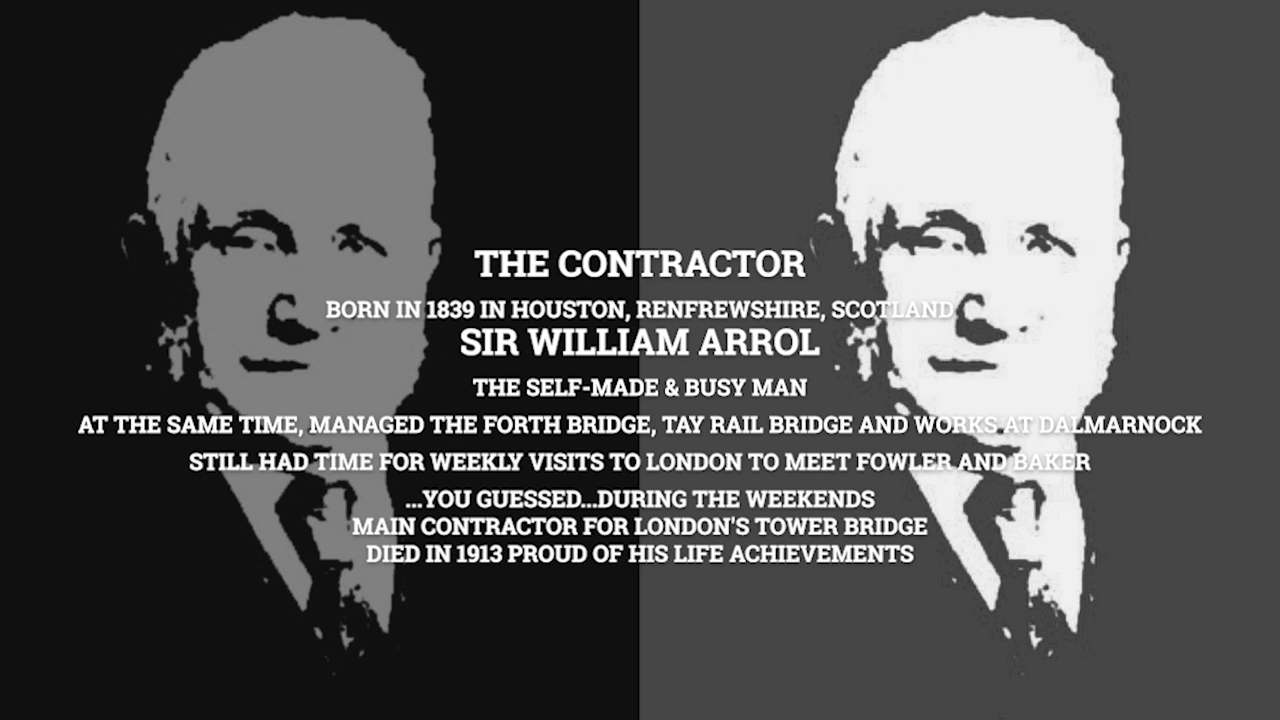 THE CONTRACTOR
BORN IN 1839 IN HOUSTON, RENFREWSHIRE, SCOTLAND
SIR WILLIAM ARROL
THE SELF-MADE & BUSY MAN
AT THE SAME TIME, MANAGED THE FORTH BRIDGE, TAY RAIL BRIDGE AND WORKS AT DALMARNOCK
STILL HAD TIME FOR WEEKLY VISITS TO LONDON TO MEET FOWLER AND BAKER
...YOU GUESSED...DURING THE WEEKENDS
MAIN CONTRACTOR FOR LONDON'S TOWER BRIDGE
DIED IN 1913 PROUD OF HIS LIFE ACHIEVEMENTS